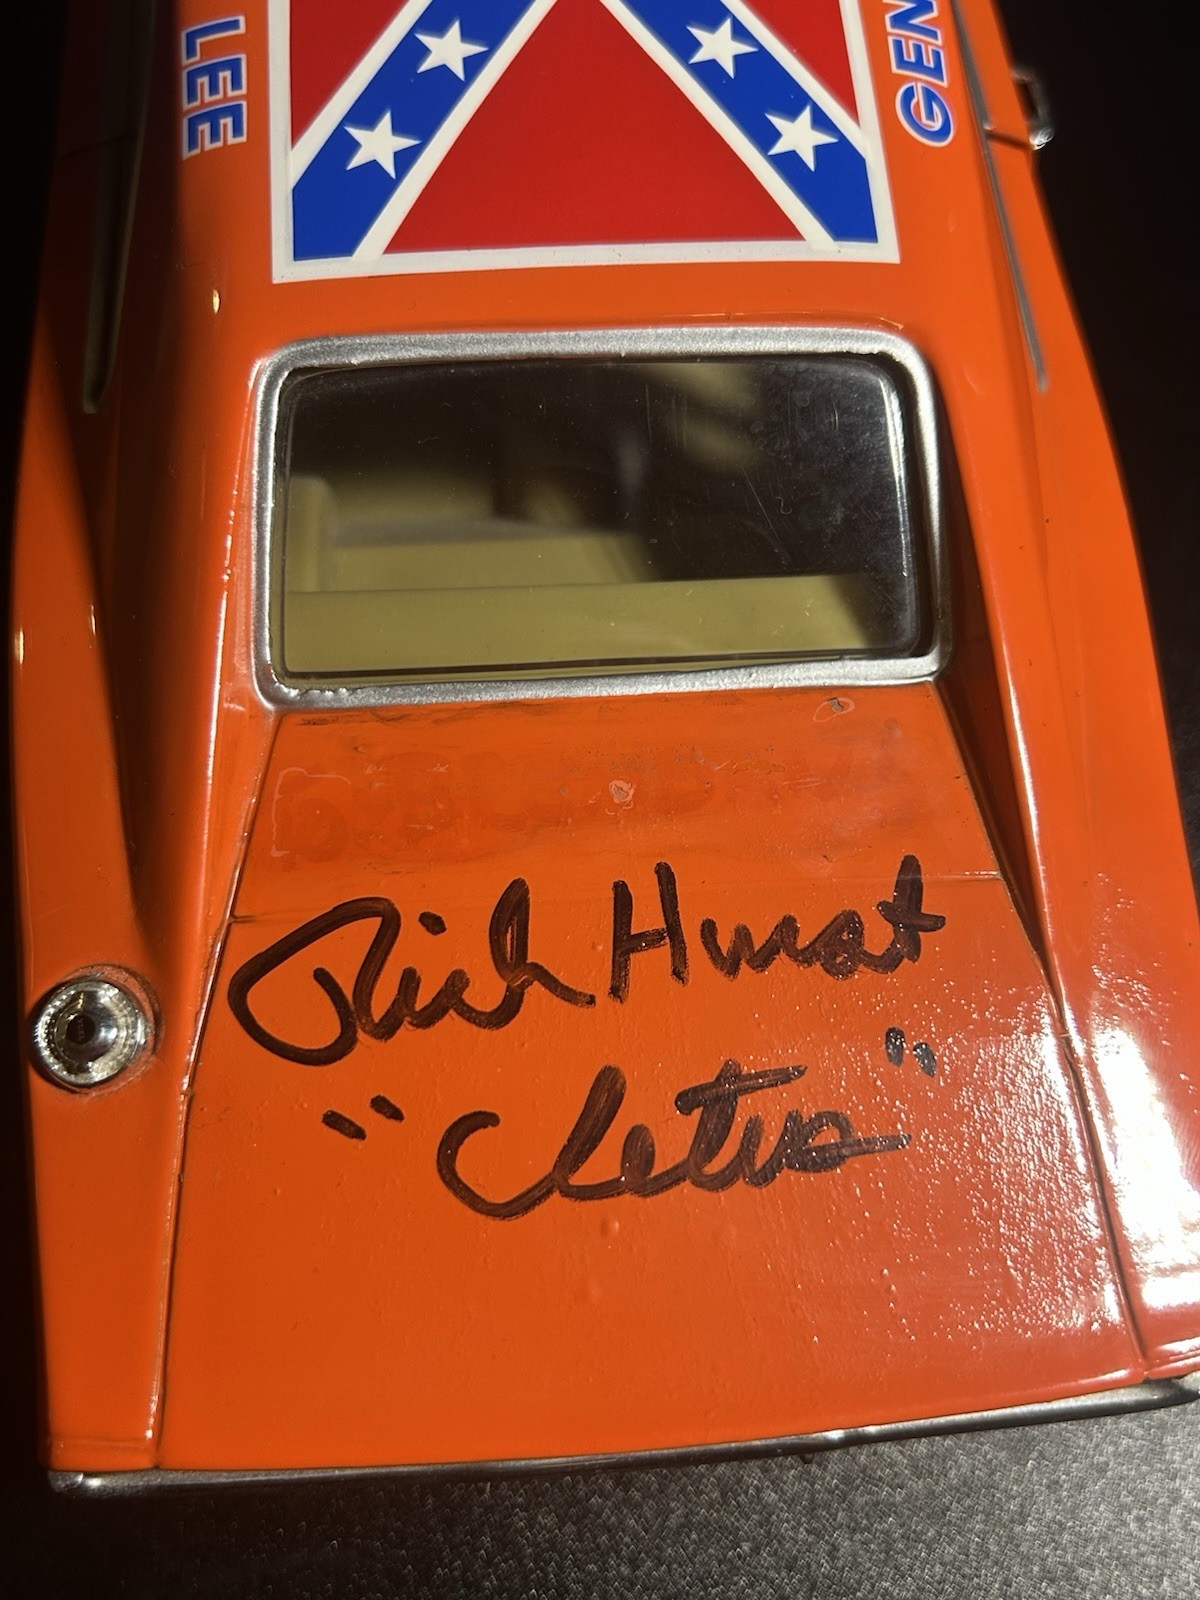 LEE
GEN
Rick Hurst
"Cletus"